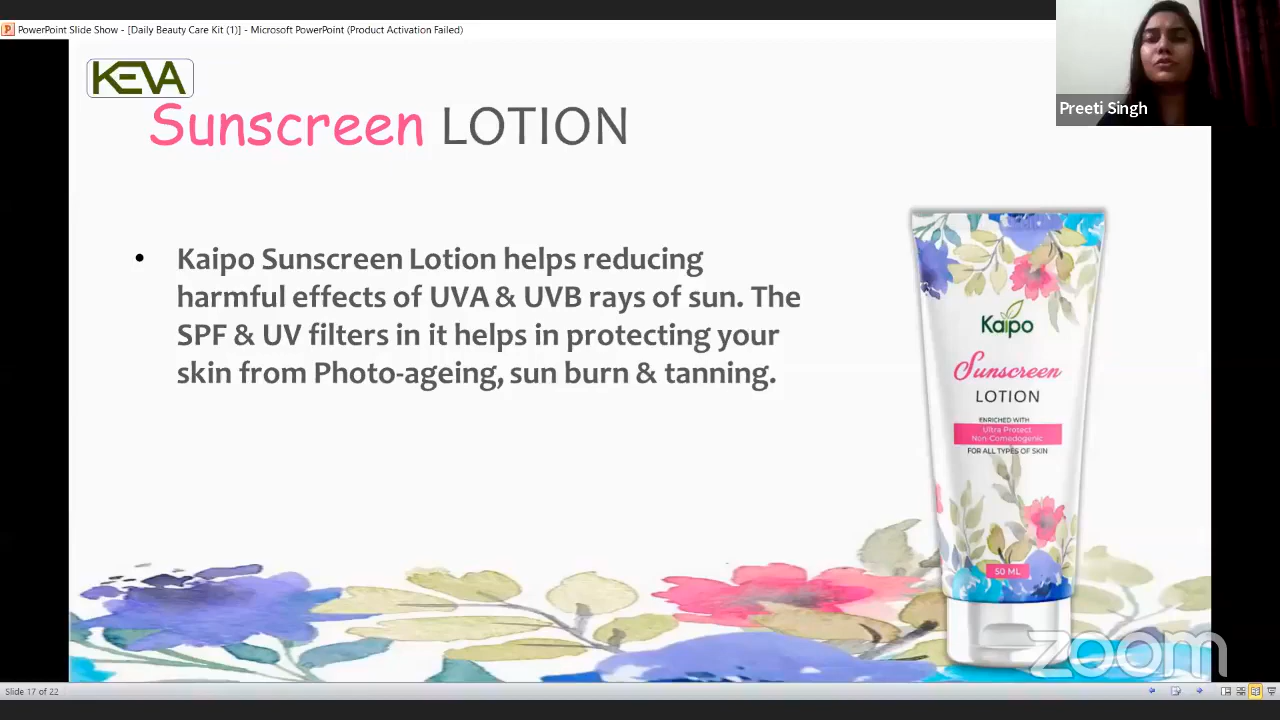 PowerPoint Slide Show - [Daily Beauty Care Kit (1)] - Microsoft PowerPoint (Product Activation Failed)
Preeti Singh
KEVA
Sunscreen LOTION
• Kaipo Sunscreen Lotion helps reducing
harmful effects of UVA & UVB rays of sun. The
SPF & UV filters in it helps in protecting your
skin from Photo-ageing, sun burn & tanning.
Kaipo
Sunscreen
LOTION
ENRICHED WITH
Ultra Protect
Non-Comedogenic
FOR ALL TYPES OF SKIN
50 ML
zoom
Slide 17 of 22